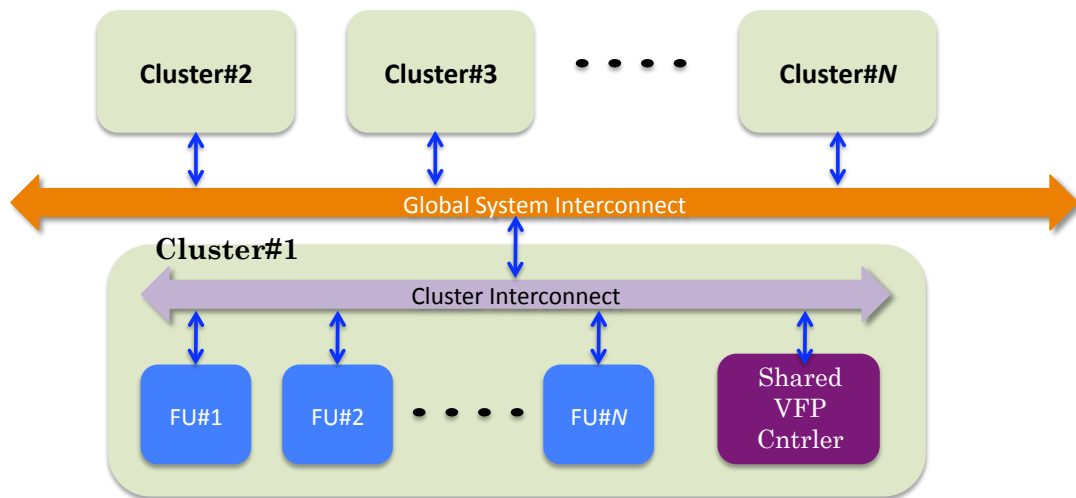 Cluster#2
Cluster#3
Cluster#N
Global System Interconnect
Cluster#1
Cluster Interconnect
FU#1
FU#2
FU#N
Shared
VFP
Cntrler